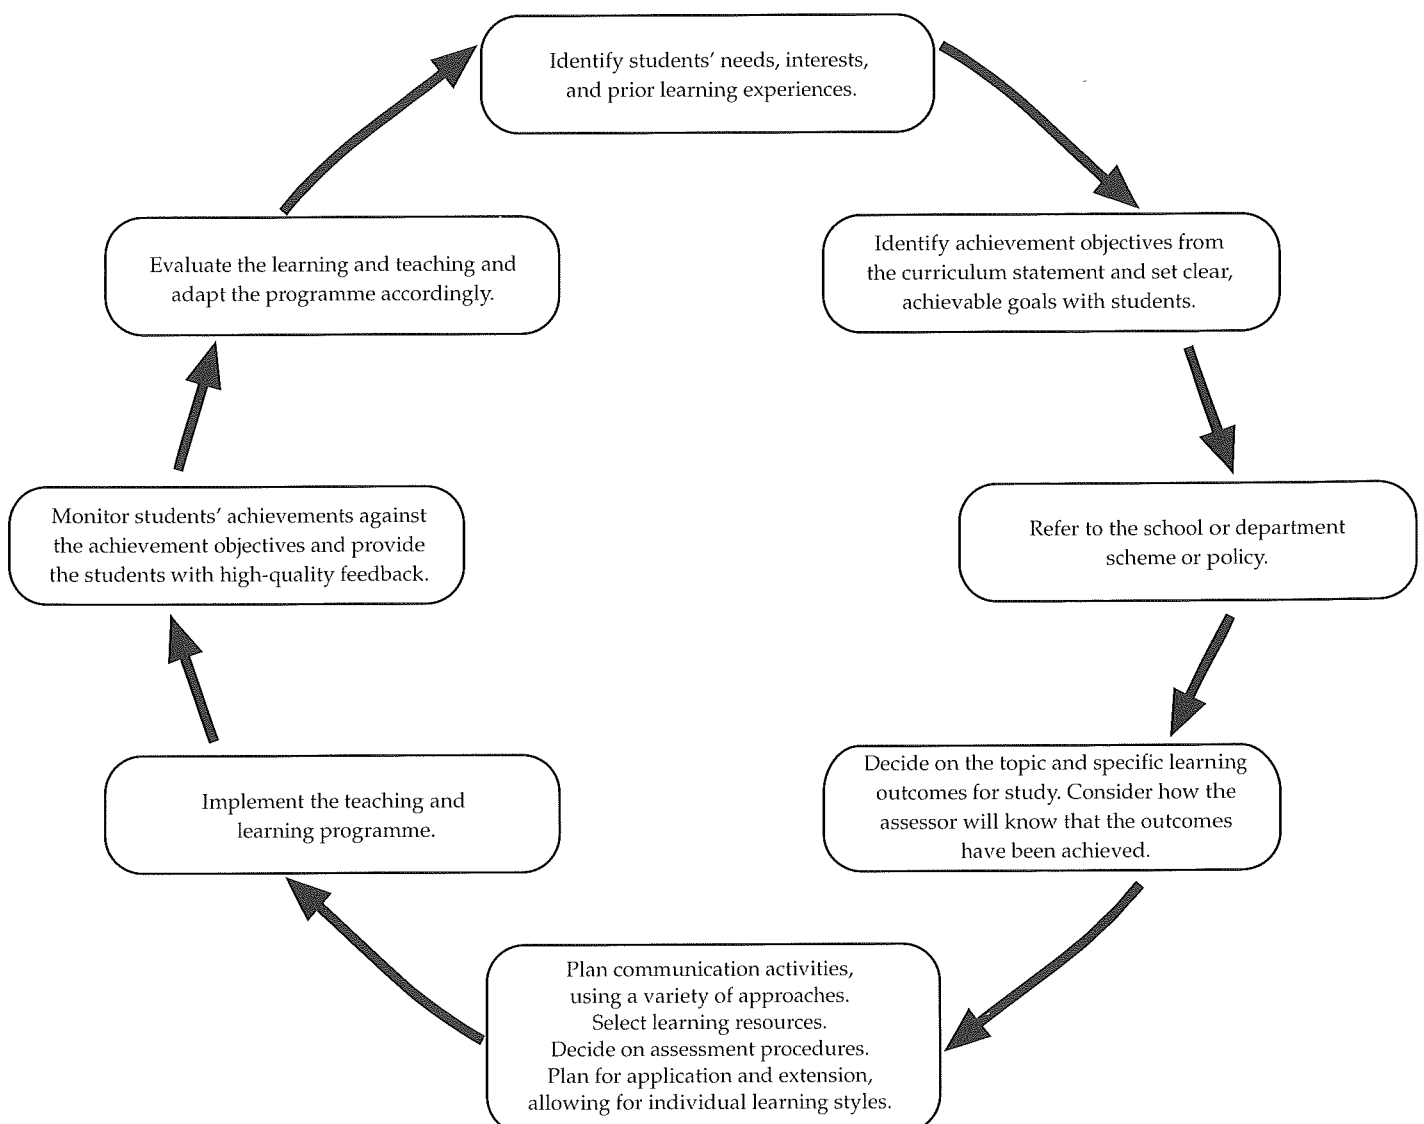 Identify students' needs, interests,
and prior learning experiences.
Identify achievement objectives from
the curriculum statement and set clear,
achievable goals with students.
Refer to the school or department
scheme or policy.
Decide on the topic and specific learning
outcomes for study. Consider how the
assessor will know that the outcomes
have been achieved.
Plan communication activities,
using a variety of approaches.
Select learning resources.
Decide on assessment procedures.
Plan for application and extension,
allowing for individual learning styles.
Implement the teaching and
learning programme.
Monitor students' achievements against
the achievement objectives and provide
the students with high-quality feedback.
Evaluate the learning and teaching and
adapt the programme accordingly.